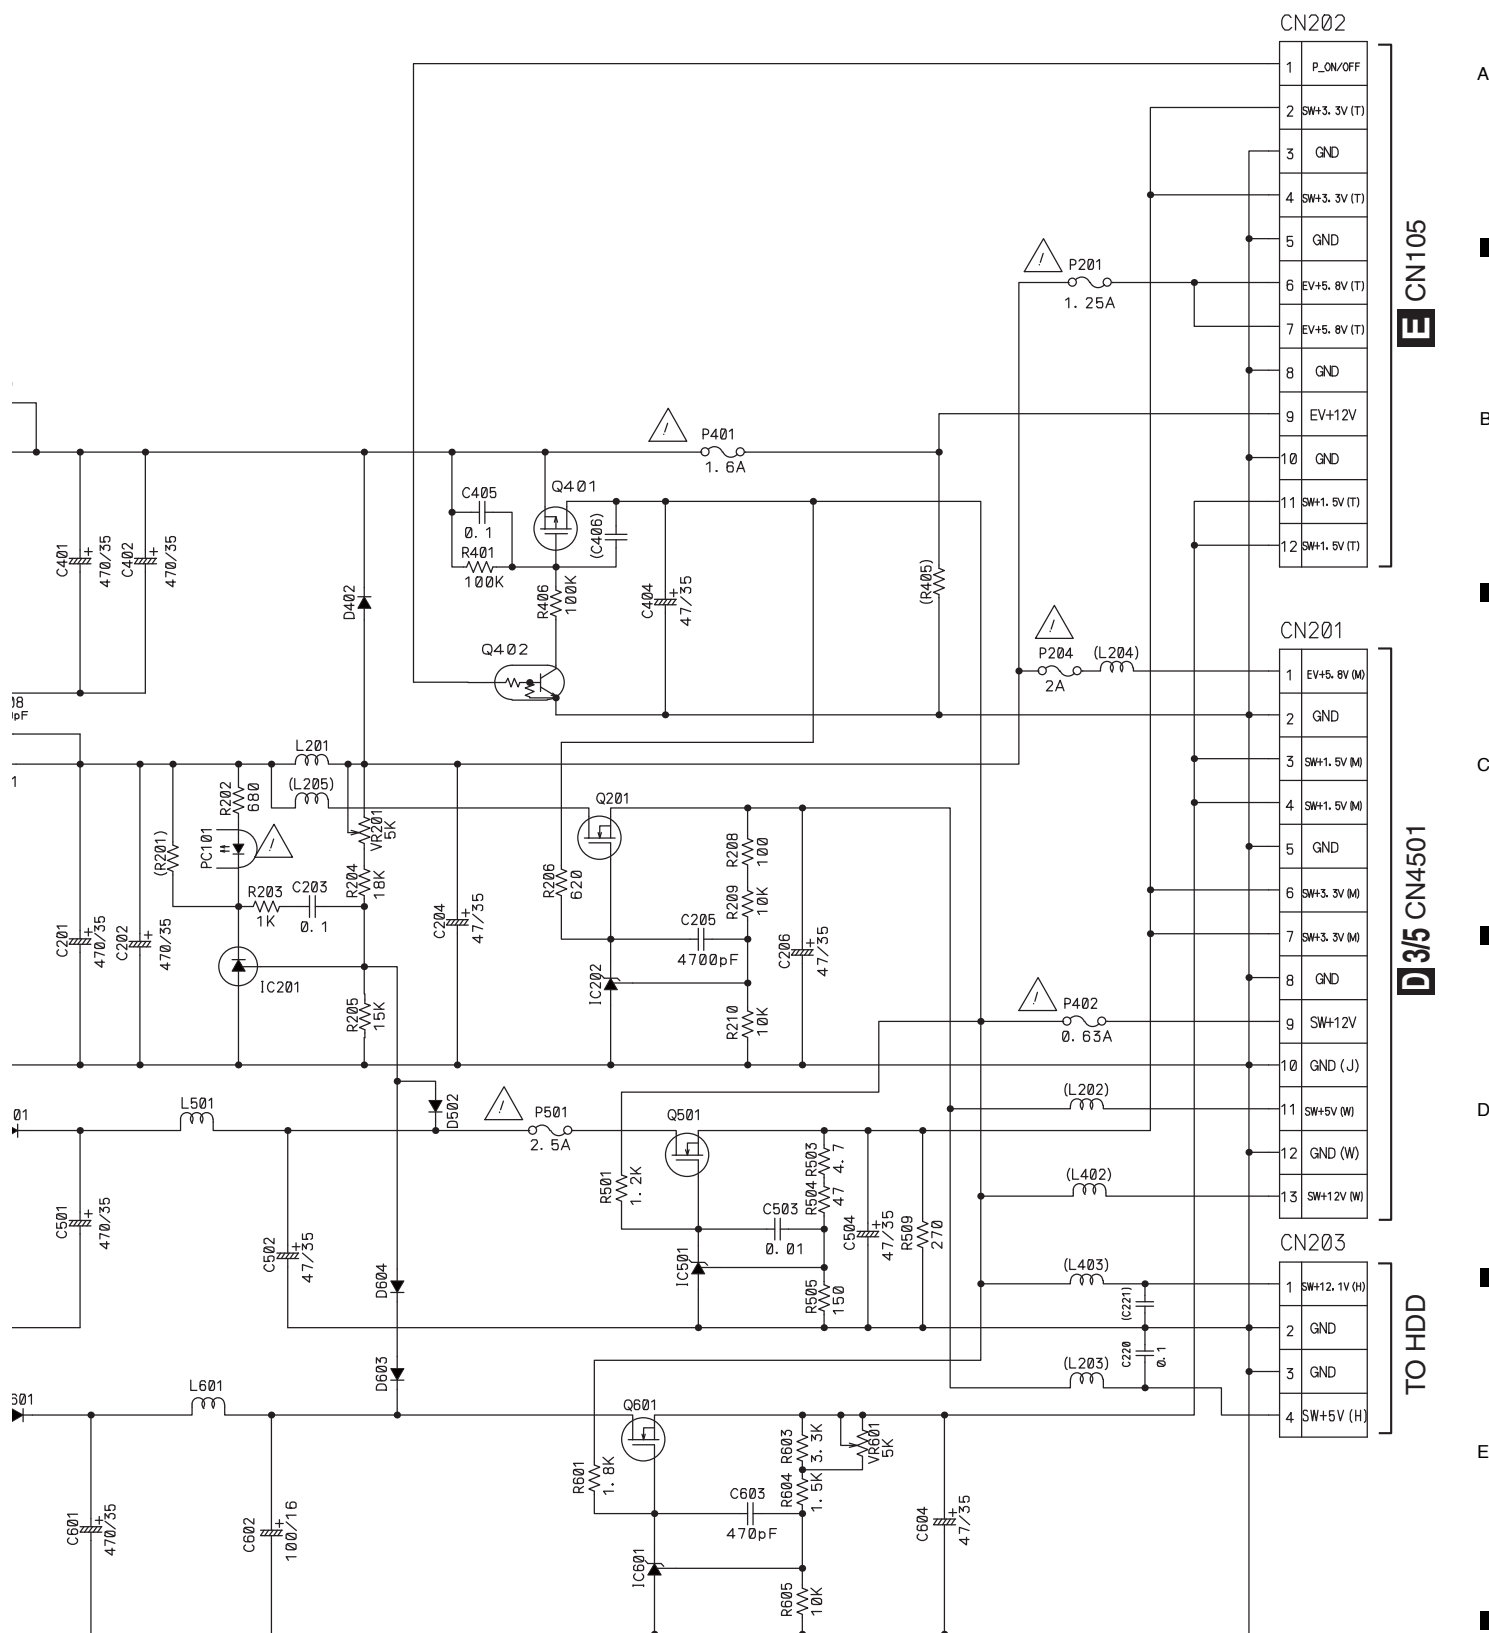 CN202
A
1 P_ON/OFF
2 SW+3.3V(T)
3 GND
4 SW+3.3V(T)
5 GND
6 EV+5.8V(T)
7 EV+5.8V(T)
8 GND
9 EV+12V
10 GND
11 SW+1.5V(T)
12 SW+1.5V(T)
E CN105
P201
1.25A
B
P401
1.6A
C401
470/35
C402
470/35
D402
C405
0.1
R401
100K
Q401
(C406)
R406
100K
C404
47/35
(R405)
Q402
P204
2A
(L204)
CN201
1 EV+5.8V(M)
2 GND
3 SW+1.5V(M)
4 SW+1.5V(M)
5 GND
6 SW+3.3V(M)
7 SW+3.3V(M)
8 GND
9 SW+12V
10 GND(J)
11 SW+5V(W)
12 GND(W)
13 SW+12V(W)
D 3/5 CN4501
C
08
pF
1
L201
(L205)
R202
680
(R201)
PC101
VR201
5K
R204
18K
R203
1K
C203
0.1
C201
470/35
C202
470/35
IC201
R205
15K
C204
47/35
Q201
R206
620
R208
100
R209
10K
C205
4700pF
C206
47/35
IC202
R210
10K
P402
0.63A
D
01
L501
D502
P501
2.5A
Q501
(L202)
(L402)
R501
1.2K
R503
4.7
R504
47
C503
0.01
C504
47/35
R509
270
C501
470/35
C502
47/35
D604
IC501
R505
150
CN203
1 SW+12.1V(H)
2 GND
3 GND
4 SW+5V(H)
TO HDD
(L403)
(C221)
C220
0.1
(L203)
D603
E
601
L601
Q601
R601
1.8K
R603
3.3K
VR601
5K
R604
1.5K
C603
470pF
C604
47/35
C601
470/35
C602
100/16
IC601
R605
10K